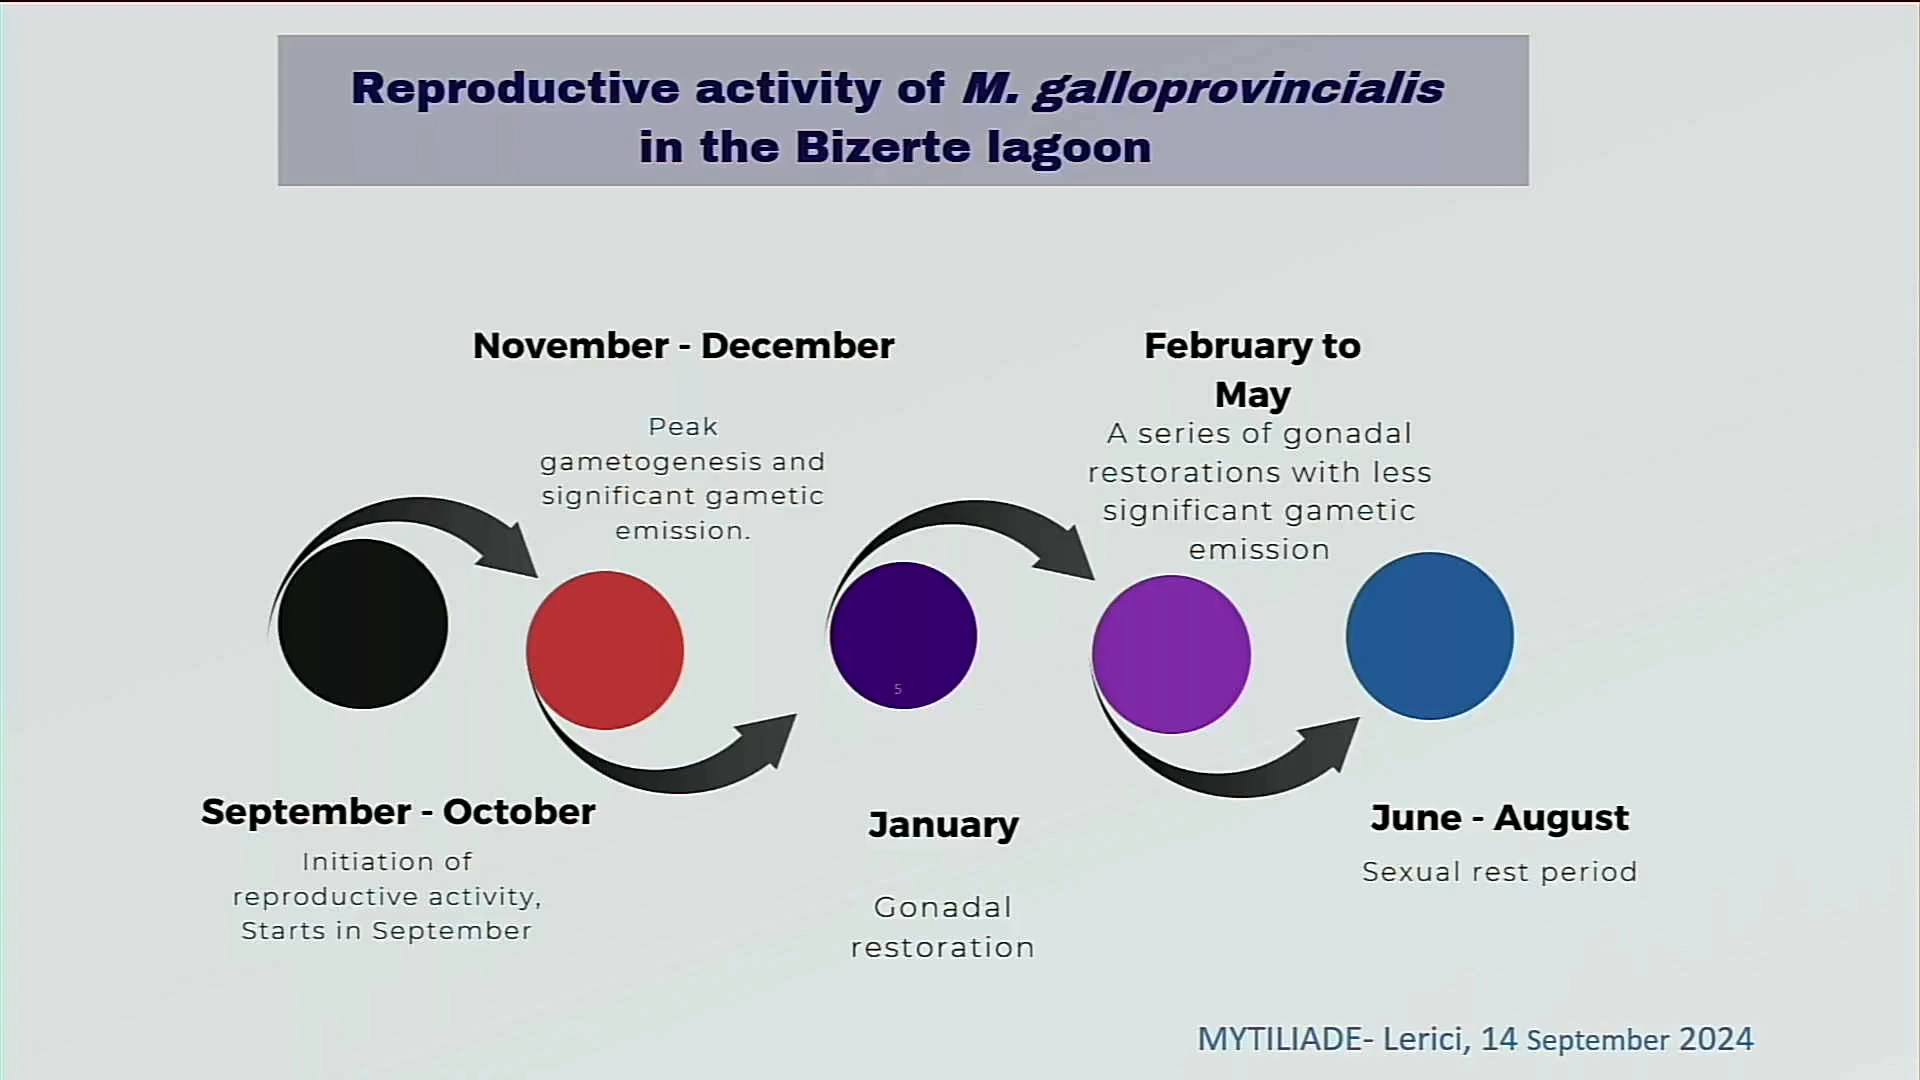 Reproductive activity of M. galloprovincialis
in the Bizerte lagoon
November - December
Peak
gametogenesis and
significant gametic
emission.
February to
May
A series of gonadal
restorations with less
significant gametic
emission
5
September - October
Initiation of
reproductive activity,
Starts in September
January
Gonadal
restoration
June - August
Sexual rest period
MYTILIADE- Lerici, 14 September 2024